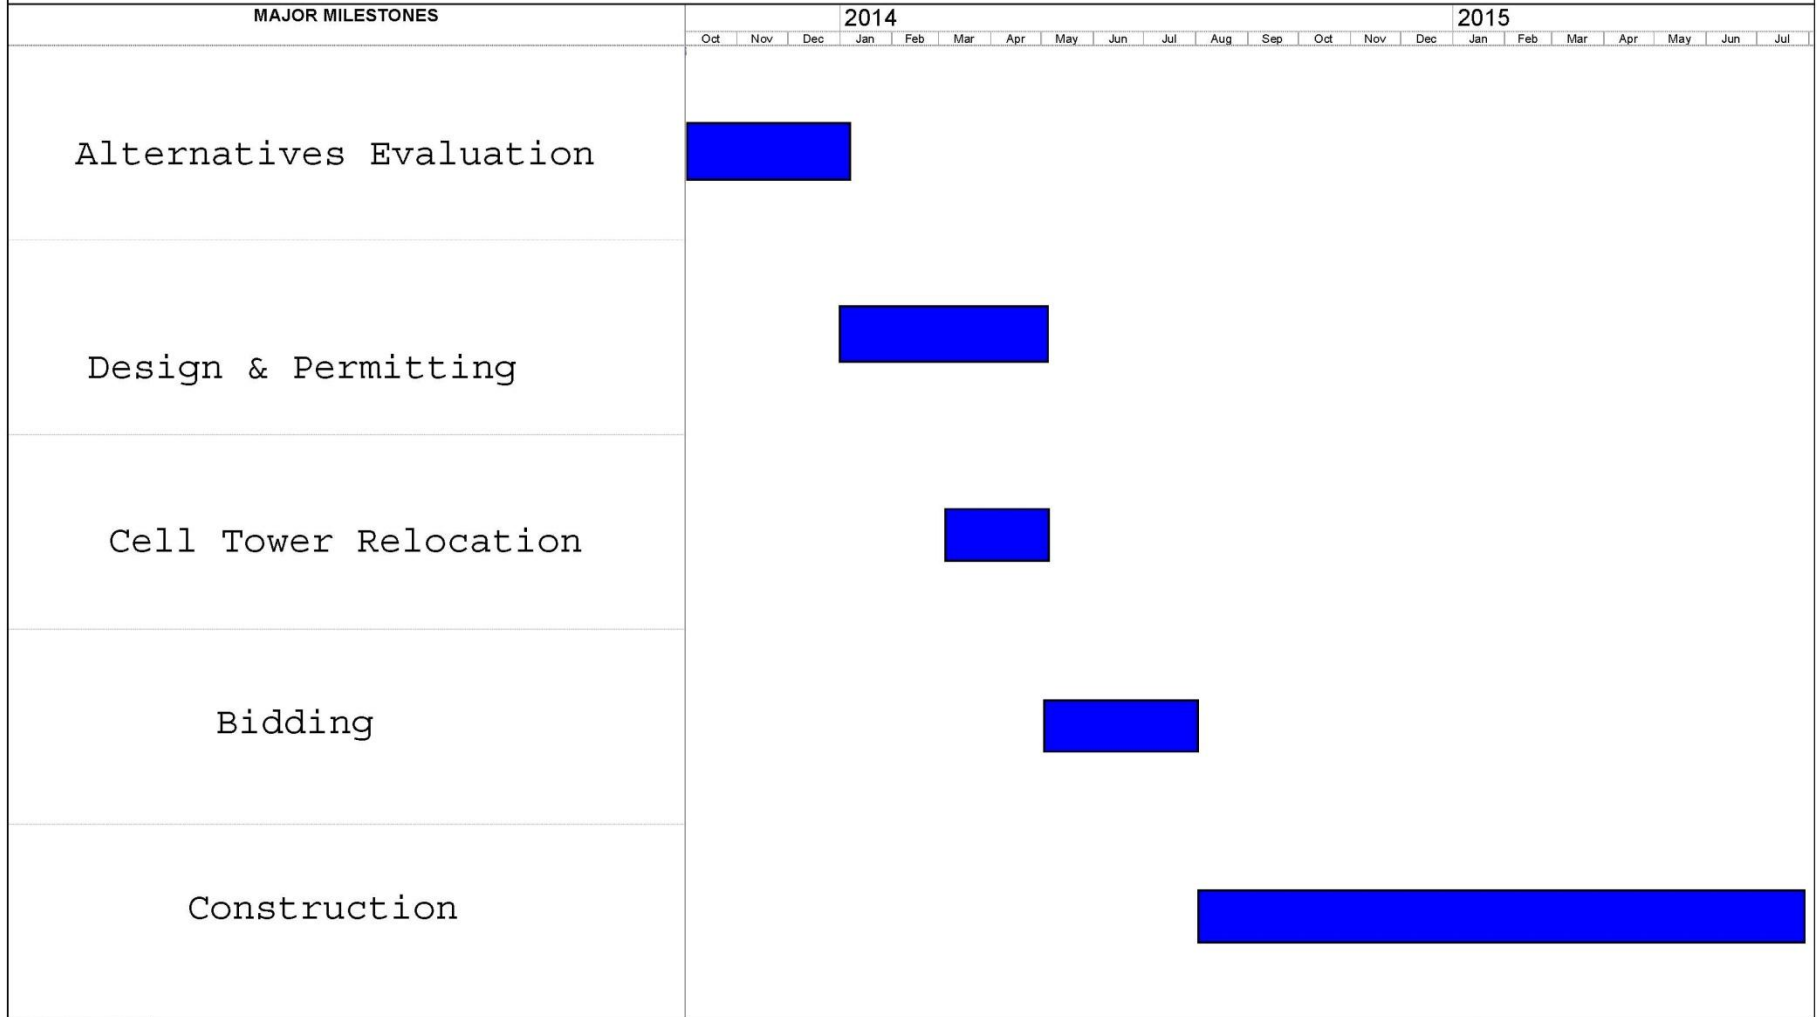 MAJOR MILESTONES
2014 2015
Oct Nov Dec Jan Feb Mar Apr May Jun Jul Aug Sep Oct Nov Dec Jan Feb Mar Apr May Jun Jul
Alternatives Evaluation
Design & Permitting
Cell Tower Relocation
Bidding
Construction